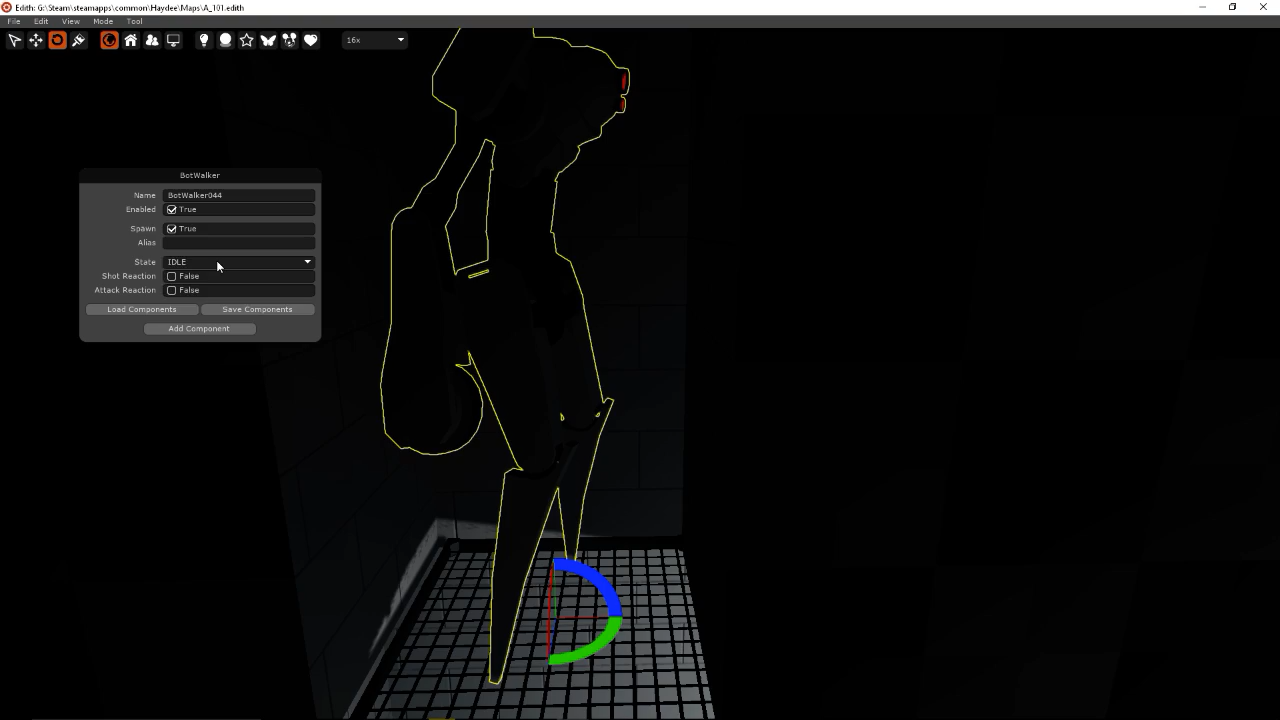 Edith: G:\Steam\steamapps\common\Haydee\Maps\A_101.edith
File Edit View Mode Tool
16x
BotWalker
Name BotWalker044
Enabled True
Spawn True
Alias
State IDLE
Shot Reaction False
Attack Reaction False
Load Components Save Components
Add Component